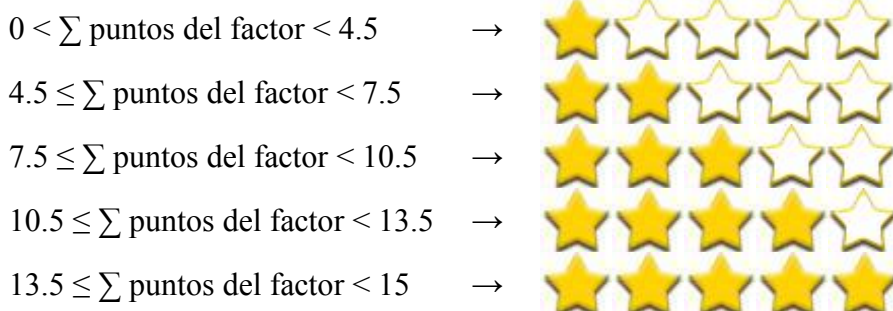 0 < ∑ puntos del factor < 4.5 →
4.5 ≤ ∑ puntos del factor < 7.5 →
7.5 ≤ ∑ puntos del factor < 10.5 →
10.5 ≤ ∑ puntos del factor < 13.5 →
13.5 ≤ ∑ puntos del factor < 15 →